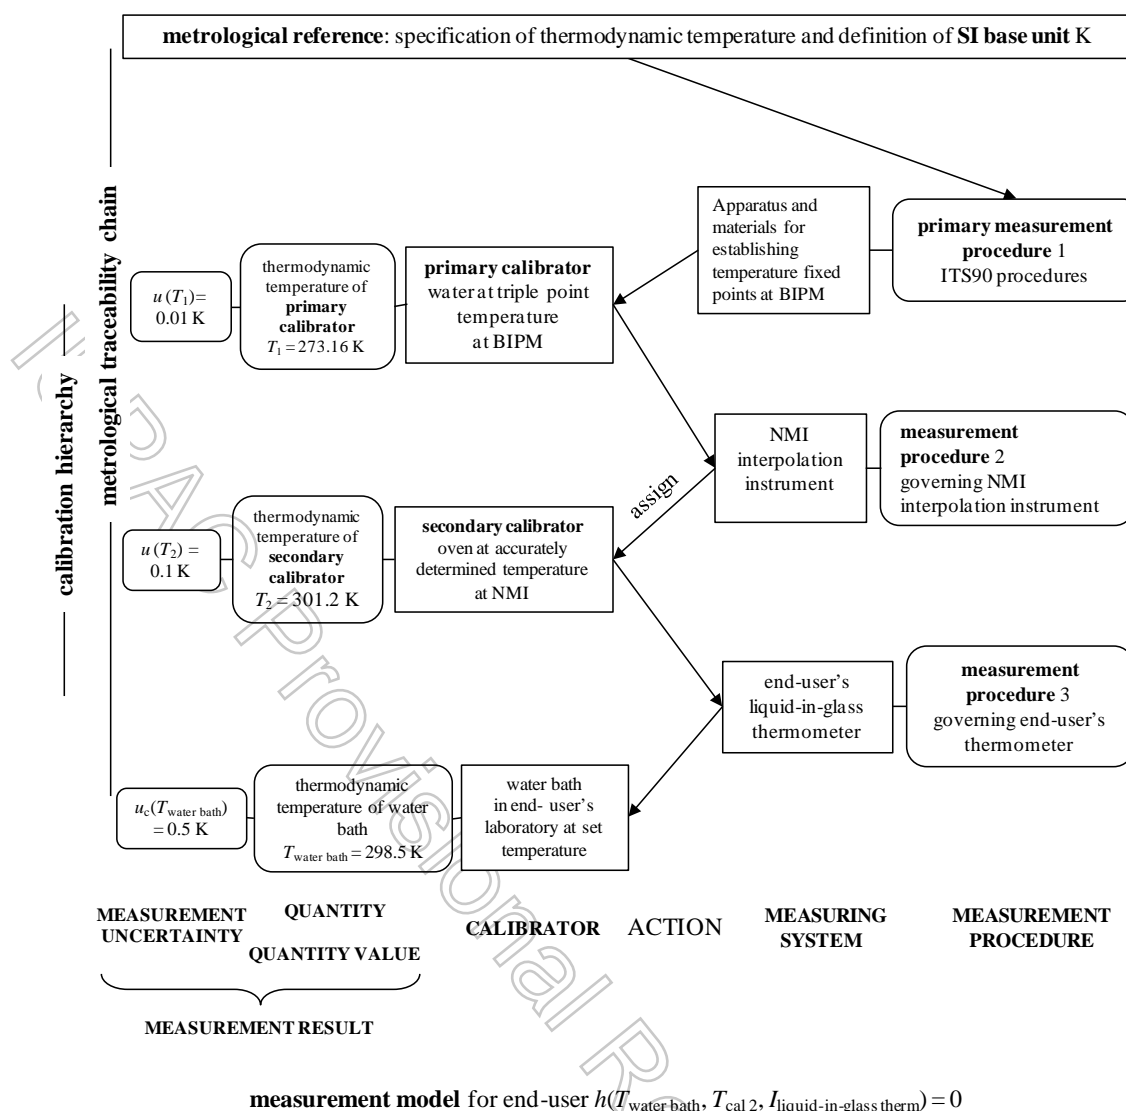 metrological reference: specification of thermodynamic temperature and definition of SI base unit K
calibration hierarchy
metrological traceability chain
u (T1)=
0.01 K
thermodynamic
temperature of
primary
calibrator
T1 = 273.16 K
primary calibrator
water at triple point
temperature
at BIPM
Apparatus and
materials for
establishing
temperature fixed
points at BIPM
primary measurement
procedure 1
ITS90 procedures
NMI
interpolation
instrument
measurement
procedure 2
governing NMI
interpolation instrument
assign
u (T2) =
0.1 K
thermodynamic
temperature of
secondary
calibrator
T2 = 301.2 K
secondary calibrator
oven at accurately
determined temperature
at NMI
end-user's
liquid-in-glass
thermometer
measurement
procedure 3
governing end-user's
thermometer
uc(Twater bath)
= 0.5 K
thermodynamic
temperature of water
bath
Twater bath = 298.5 K
water bath
in end- user's
laboratory at set
temperature
MEASUREMENT
UNCERTAINTY
QUANTITY
QUANTITY VALUE
CALIBRATOR
ACTION
MEASURING
SYSTEM
MEASUREMENT
PROCEDURE
MEASUREMENT RESULT
measurement model for end-user h(Twater bath, Tcal 2, Iliquid-in-glass therm) = 0
Provisional